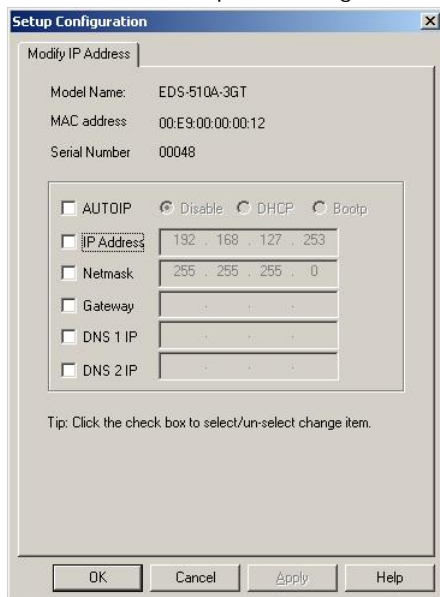 Setup Configuration
Modify IP Address
Model Name: EDS-510A-3GT
MAC address 00:E9:00:00:00:12
Serial Number 00048
AUTOIP Disable DHCP Bootp
IP Address 192 . 168 . 127 . 253
Netmask 255 . 255 . 255 . 0
Gateway . . .
DNS 1 IP . . .
DNS 2 IP . . .
Tip: Click the check box to select/un-select change item.
OK Cancel Apply Help